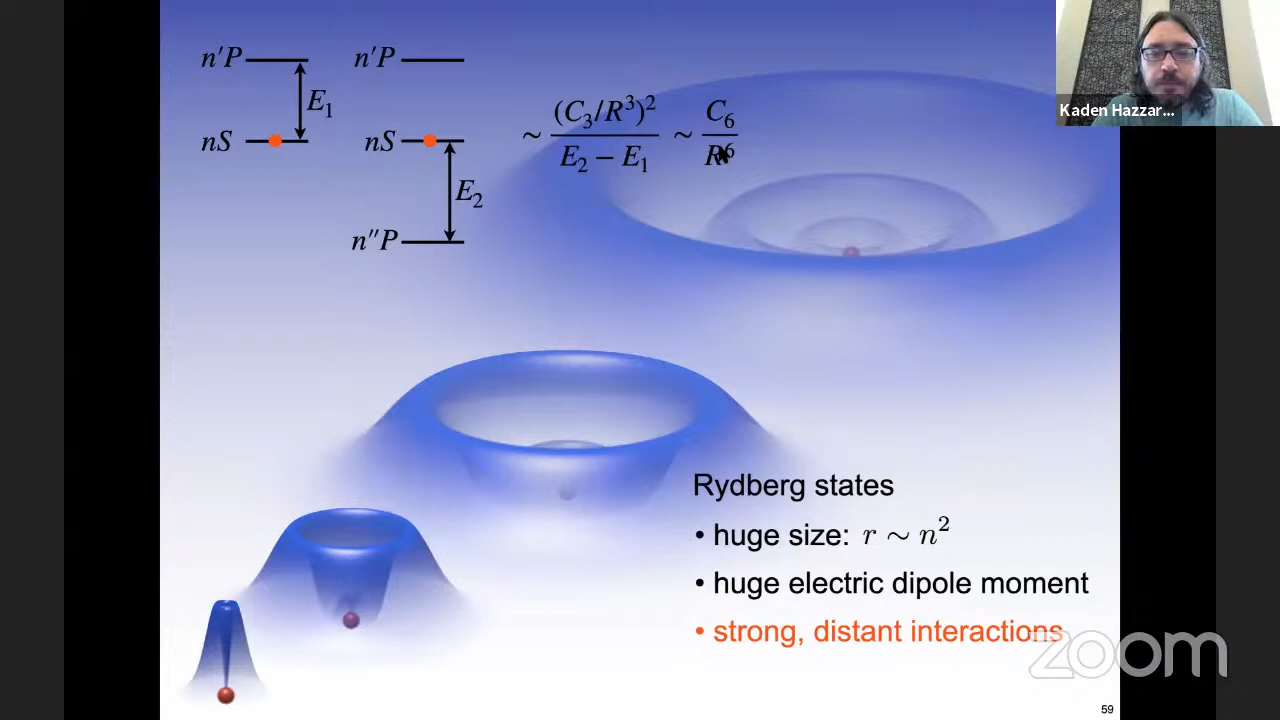 n′P
E₁
nS
n′P
nS
E₂
n″P
∼ (C₃/R³)² / (E₂ − E₁) ∼ C₆ / R⁶
Kaden Hazzar...
Rydberg states
• huge size: r ∼ n²
• huge electric dipole moment
• strong, distant interactions
zoom
59